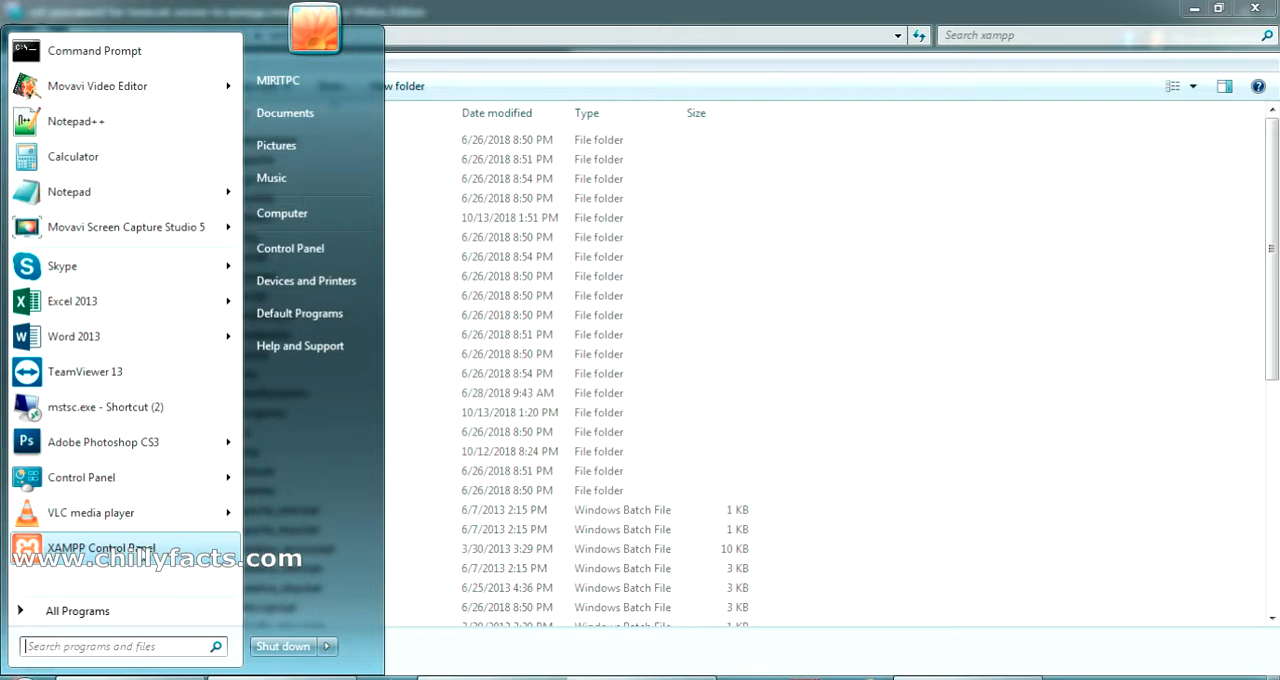 Search xampp
Command Prompt
Movavi Video Editor
Notepad++
Calculator
Notepad
Movavi Screen Capture Studio 5
Skype
Excel 2013
Word 2013
TeamViewer 13
mstsc.exe - Shortcut (2)
Adobe Photoshop CS3
Control Panel
VLC media player
XAMPP Control Panel
www.chillyfacts.com
All Programs
Search programs and files
MIRITPC
Documents
Pictures
Music
Computer
Control Panel
Devices and Printers
Default Programs
Help and Support
Shut down
folder
Date modified Type Size
6/26/2018 8:50 PM File folder
6/26/2018 8:51 PM File folder
6/26/2018 8:54 PM File folder
6/26/2018 8:50 PM File folder
10/13/2018 1:51 PM File folder
6/26/2018 8:50 PM File folder
6/26/2018 8:54 PM File folder
6/26/2018 8:50 PM File folder
6/26/2018 8:50 PM File folder
6/26/2018 8:50 PM File folder
6/26/2018 8:51 PM File folder
6/26/2018 8:50 PM File folder
6/26/2018 8:54 PM File folder
6/28/2018 9:43 AM File folder
10/13/2018 1:20 PM File folder
6/26/2018 8:50 PM File folder
10/12/2018 8:24 PM File folder
6/26/2018 8:51 PM File folder
6/26/2018 8:50 PM File folder
6/7/2013 2:15 PM Windows Batch File 1 KB
6/7/2013 2:15 PM Windows Batch File 1 KB
3/30/2013 3:29 PM Windows Batch File 10 KB
6/7/2013 2:15 PM Windows Batch File 3 KB
6/25/2013 4:36 PM Windows Batch File 3 KB
6/26/2018 8:50 PM Windows Batch File 3 KB
Windows Batch File 1 KB